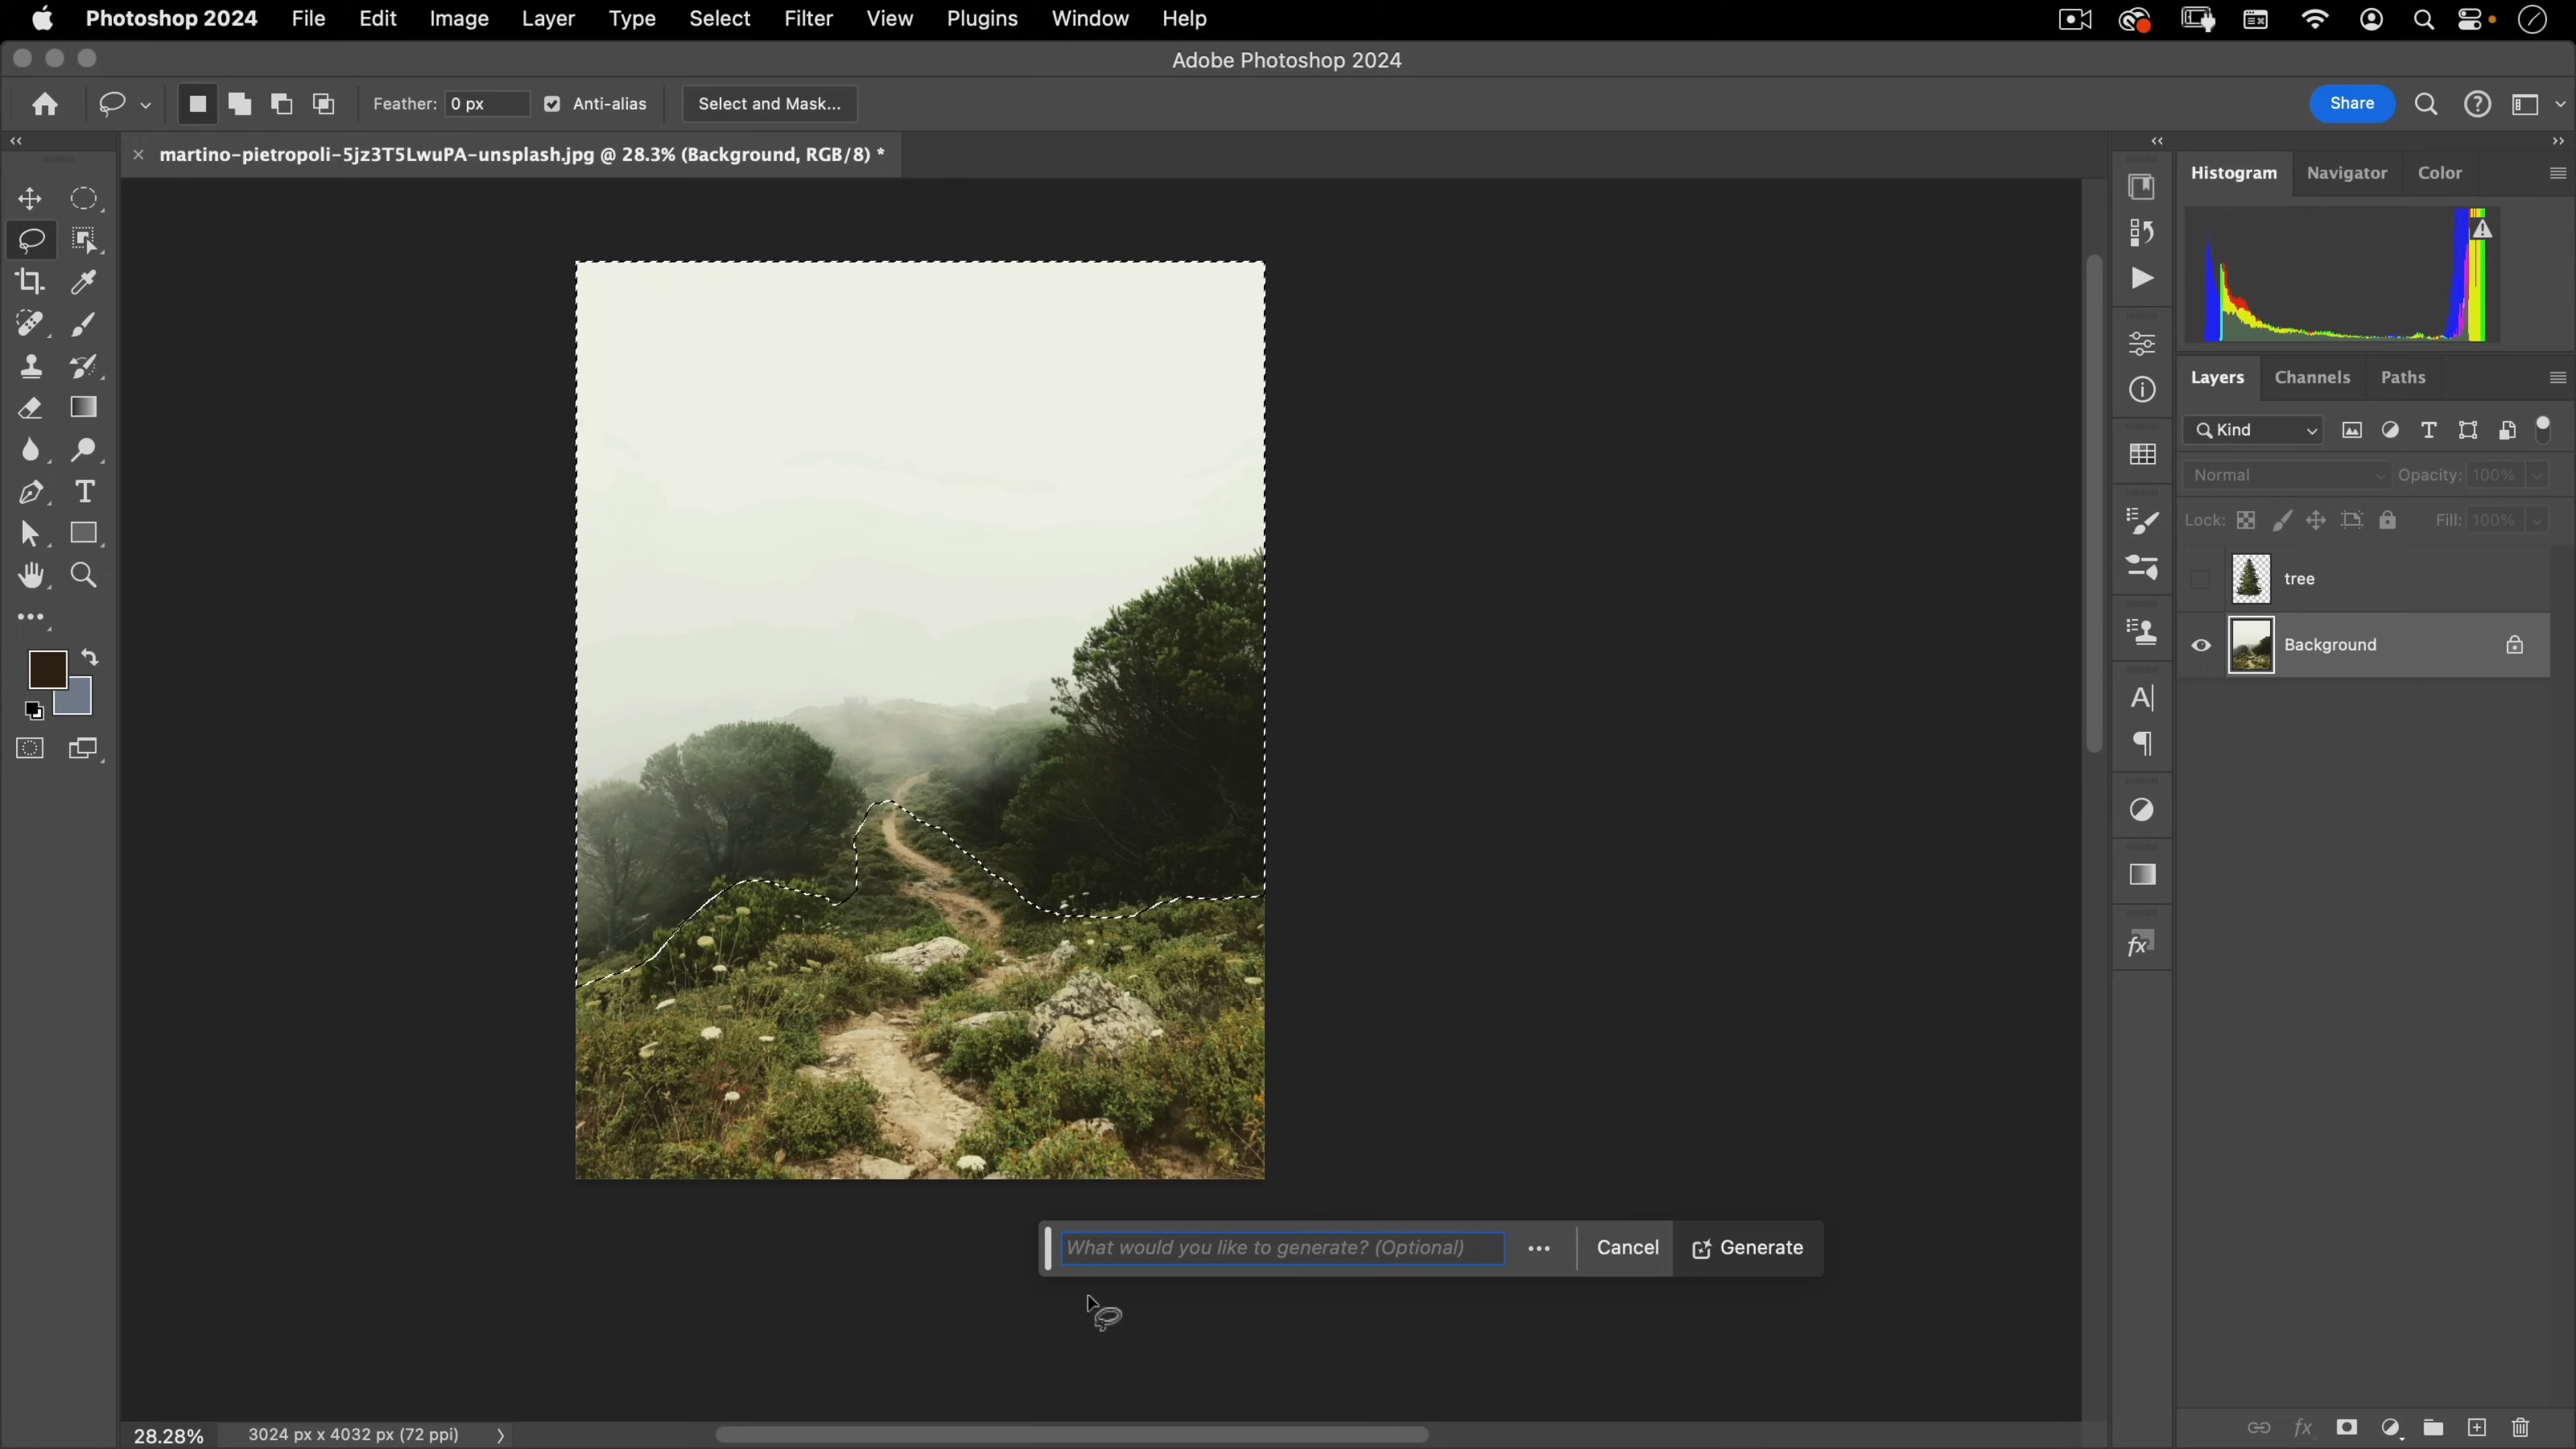 Photoshop 2024 File Edit Image Layer Type Select Filter View Plugins Window Help
Adobe Photoshop 2024
Feather: 0 px Anti-alias Select and Mask... Share
martino-pietropoli-5jz3T5LwuPA-unsplash.jpg @ 28.3% (Background, RGB/8) *
Histogram Navigator Color
Layers Channels Paths
Kind
Normal Opacity: 100%
Lock: Fill: 100%
tree
Background
What would you like to generate? (Optional) Cancel Generate
28.28% 3024 px x 4032 px (72 ppi)